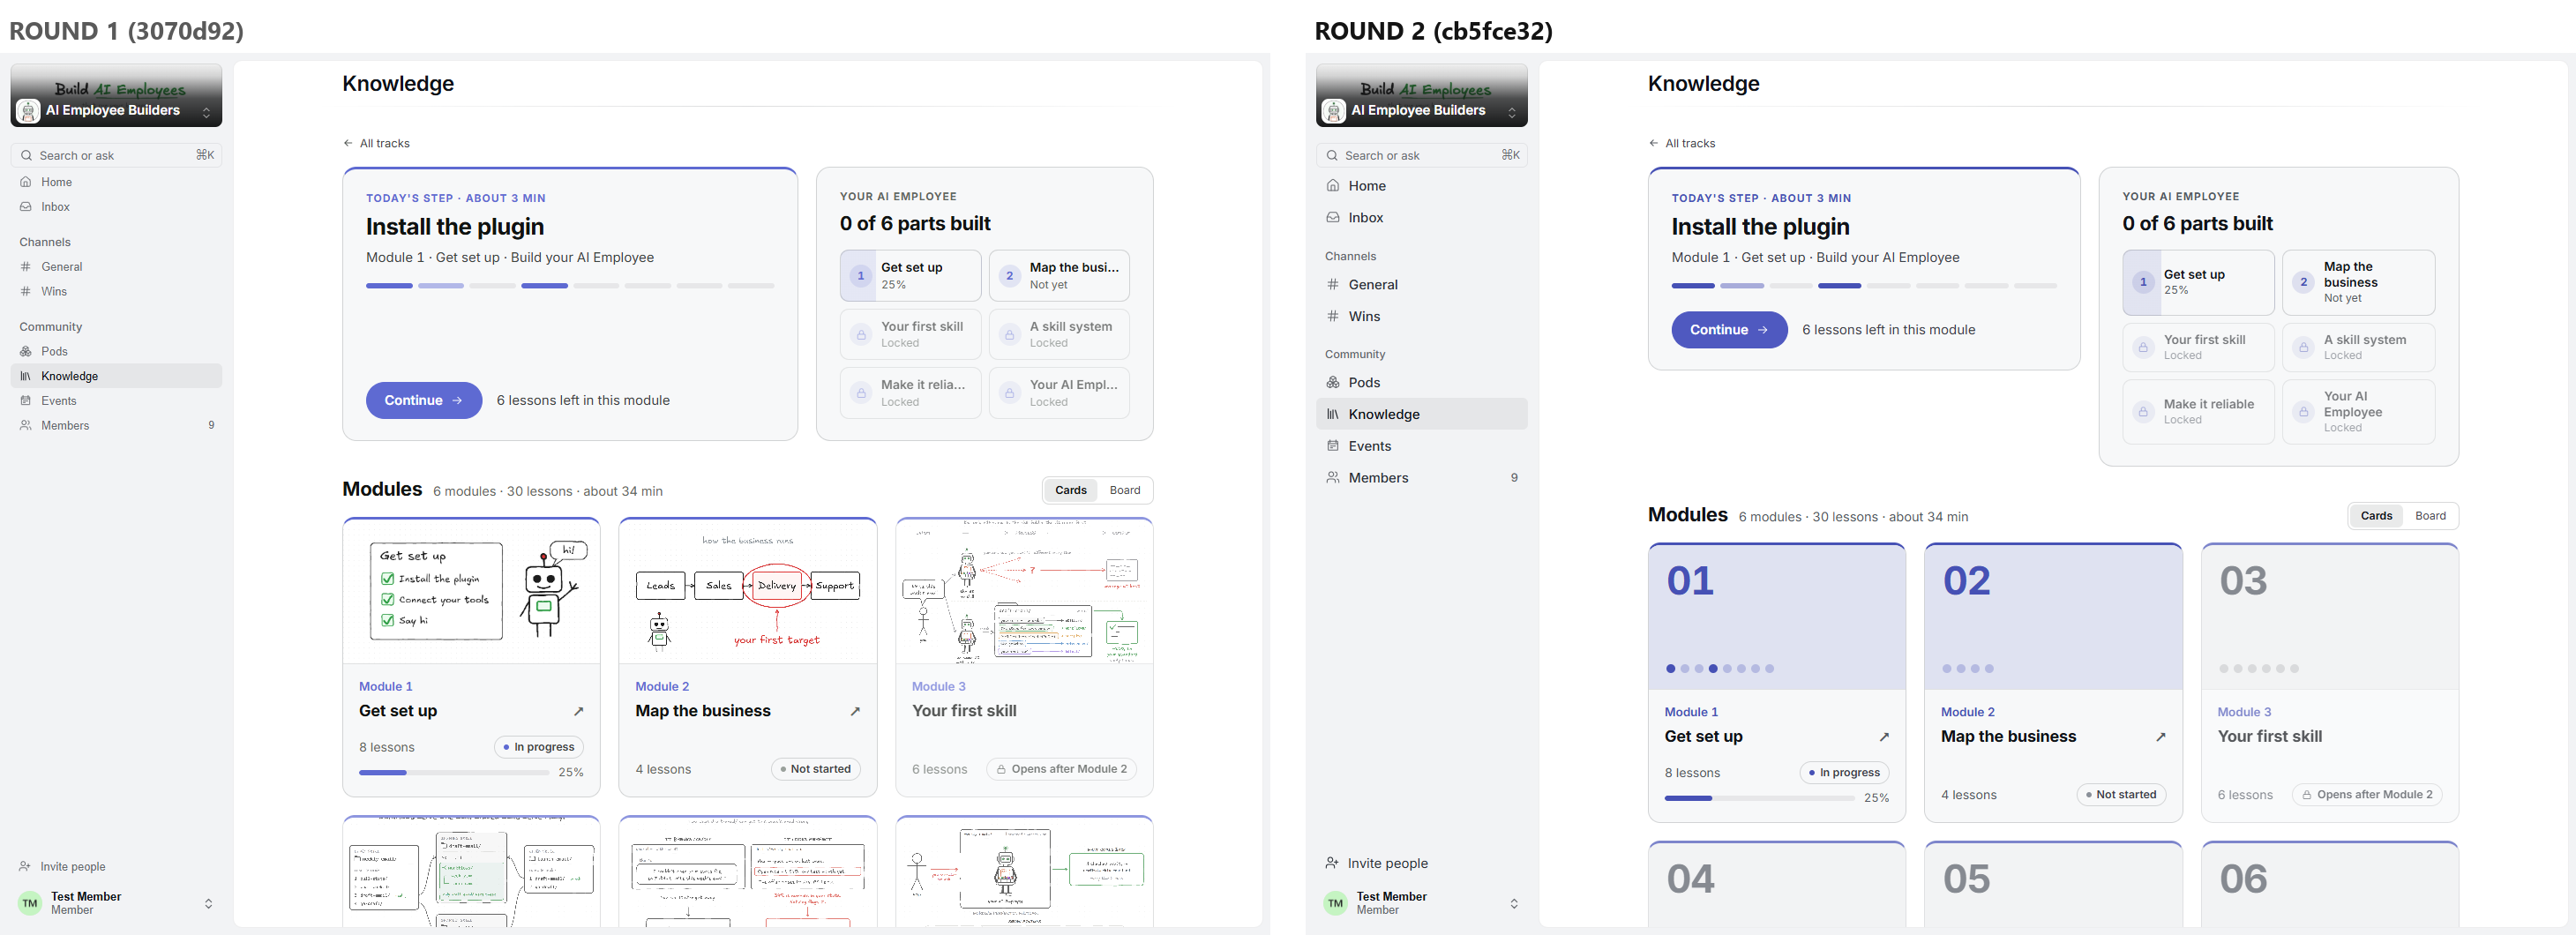 ROUND 1 (3070d92)
Build AI Employees
AI Employee Builders
Search or ask ⌘K
Home
Inbox
Channels
# General
# Wins
Community
Pods
Knowledge
Events
Members 9
Invite people
TM Test Member
Member
Knowledge
← All tracks
TODAY'S STEP · ABOUT 3 MIN
Install the plugin
Module 1 · Get set up · Build your AI Employee
Continue → 6 lessons left in this module
YOUR AI EMPLOYEE
0 of 6 parts built
1 Get set up
25%
2 Map the busi...
Not yet
Your first skill
Locked
A skill system
Locked
Make it relia...
Locked
Your AI Empl...
Locked
Modules 6 modules · 30 lessons · about 34 min
Cards Board
Get set up
Install the plugin
Connect your tools
Say hi
hi!
Module 1
Get set up ↗
8 lessons In progress
25%
how the business runs
Leads Sales Delivery Support
your first target
Module 2
Map the business ↗
4 lessons Not started
?
Module 3
Your first skill
6 lessons Opens after Module 2
draft-email/
ROUND 2 (cb5fce32)
Build AI Employees
AI Employee Builders
Search or ask ⌘K
Home
Inbox
Channels
# General
# Wins
Community
Pods
Knowledge
Events
Members 9
Invite people
TM Test Member
Member
Knowledge
← All tracks
TODAY'S STEP · ABOUT 3 MIN
Install the plugin
Module 1 · Get set up · Build your AI Employee
Continue → 6 lessons left in this module
YOUR AI EMPLOYEE
0 of 6 parts built
1 Get set up
25%
2 Map the
business
Not yet
Your first skill
Locked
A skill system
Locked
Make it reliable
Locked
Your AI
Employee
Locked
Modules 6 modules · 30 lessons · about 34 min
Cards Board
01
Module 1
Get set up ↗
8 lessons In progress
25%
02
Module 2
Map the business ↗
4 lessons Not started
03
Module 3
Your first skill
6 lessons Opens after Module 2
04
05
06